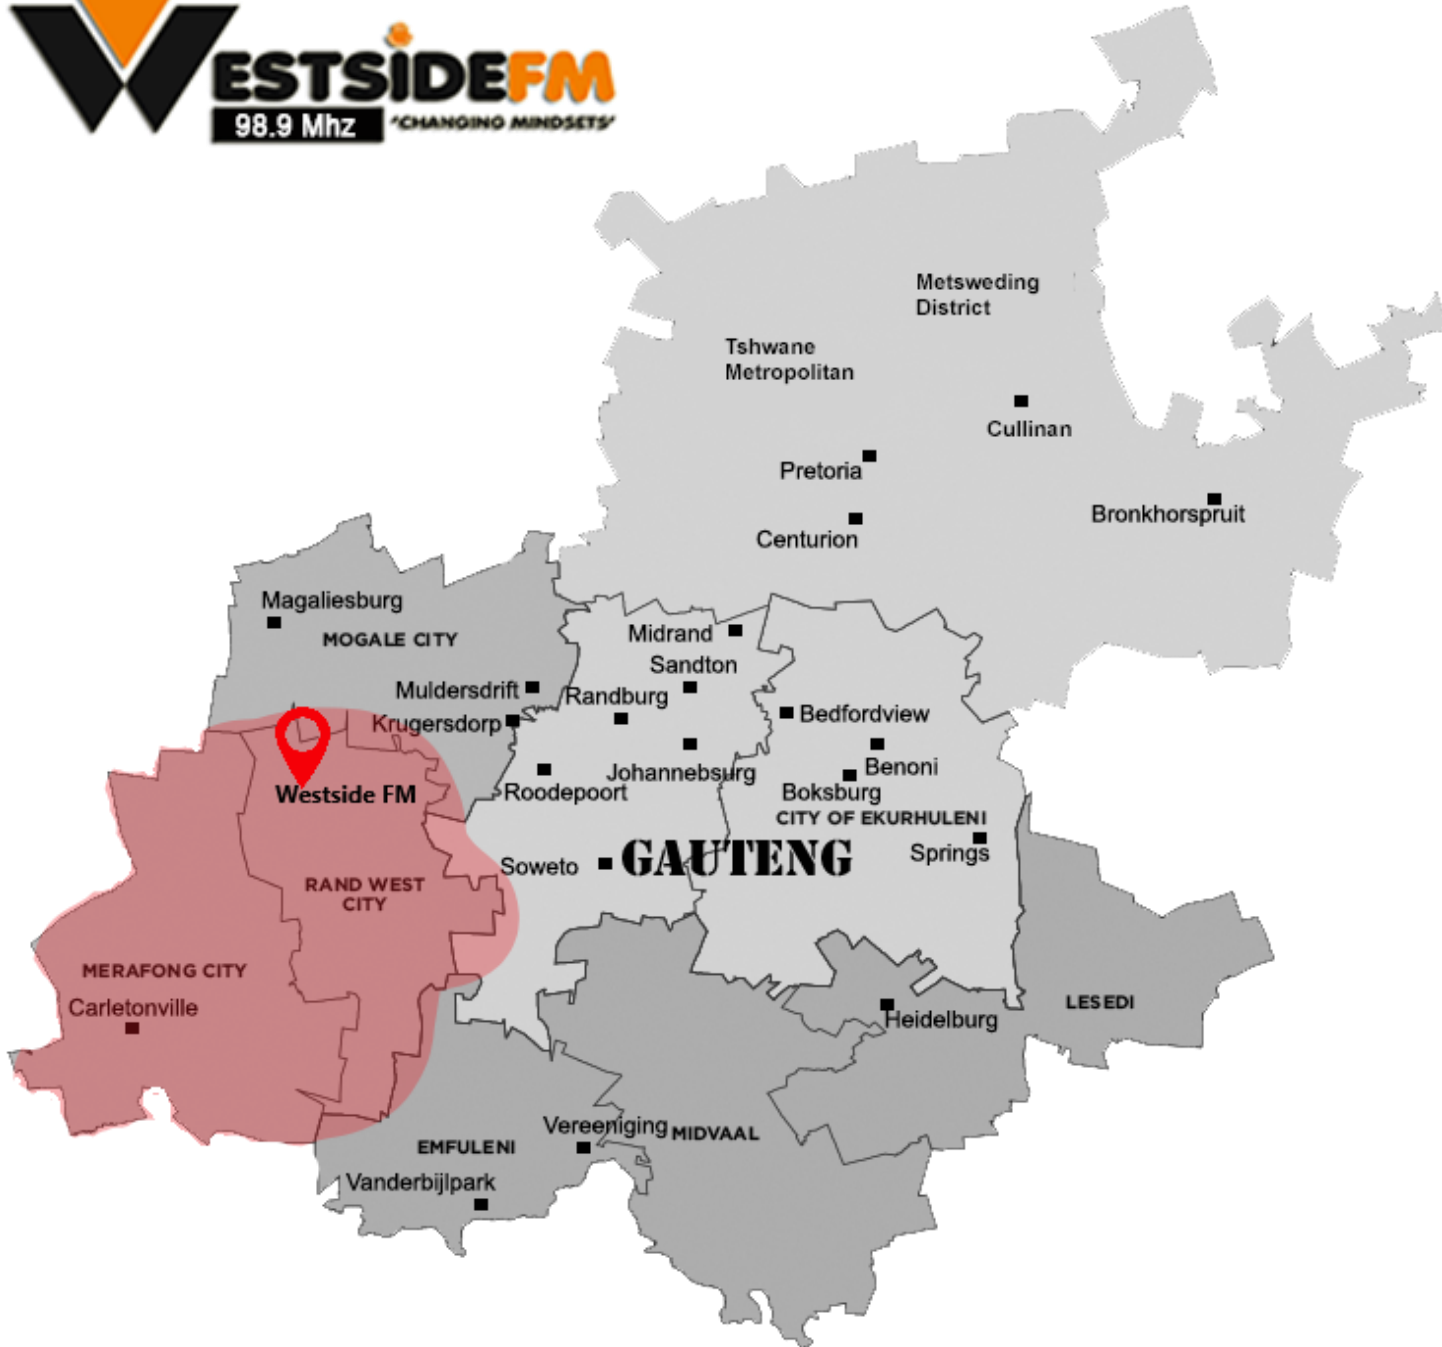 WESTSIDEFM
98.9 Mhz
"CHANGING MINDSETS"
Metsweding
District
Tshwane
Metropolitan
Cullinan
Pretoria
Bronkhorspruit
Centurion
Magaliesburg
MOGALE CITY
Midrand
Sandton
Muldersdrift
Randburg
Krugersdorp
Bedfordview
Johannebsurg
Benoni
Roodepoort
Boksburg
Westside FM
CITY OF EKURHULENI
Springs
Soweto
GAUTENG
RAND WEST
CITY
MERAFONG CITY
Carletonville
LESEDI
Heidelburg
Vereeniging
MIDVAAL
EMFULENI
Vanderbijlpark